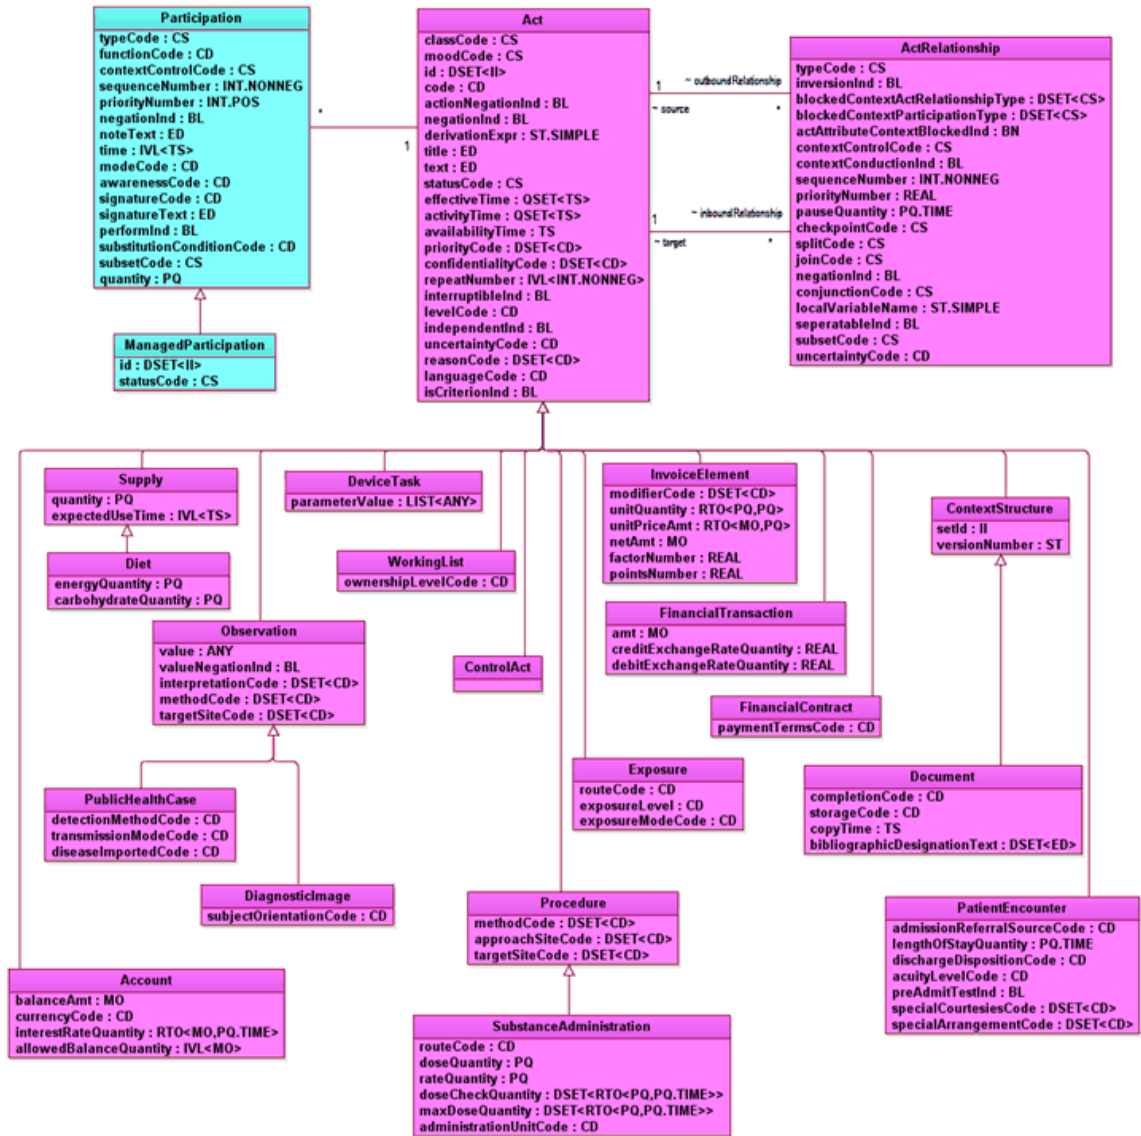 Participation
typeCode : CS
functionCode : CD
contextControlCode : CS
sequenceNumber : INT.NONNEG
priorityNumber : INT.POS
negationInd : BL
noteText : ED
time : IVL<TS>
modeCode : CD
awarenessCode : CD
signatureCode : CD
signatureText : ED
performInd : BL
substitutionConditionCode : CD
subsetCode : CS
quantity : PQ
ManagedParticipation
id : DSET<II>
statusCode : CS
*
1
Act
classCode : CS
moodCode : CS
id : DSET<II>
code : CD
actionNegationInd : BL
negationInd : BL
derivationExpr : ST.SIMPLE
title : ED
text : ED
statusCode : CS
effectiveTime : QSET<TS>
activityTime : QSET<TS>
availabilityTime : TS
priorityCode : DSET<CD>
confidentialityCode : DSET<CD>
repeatNumber : IVL<INT.NONNEG>
interruptibleInd : BL
levelCode : CD
independentInd : BL
uncertaintyCode : CD
reasonCode : DSET<CD>
languageCode : CD
isCriterionInd : BL
1
~ outboundRelationship
~ source
*
1
~ inboundRelationship
~ target
*
ActRelationship
typeCode : CS
inversionInd : BL
blockedContextActRelationshipType : DSET<CS>
blockedContextParticipationType : DSET<CS>
actAttributeContextBlockedInd : BN
contextControlCode : CS
contextConductionInd : BL
sequenceNumber : INT.NONNEG
priorityNumber : REAL
pauseQuantity : PQ.TIME
checkpointCode : CS
splitCode : CS
joinCode : CS
negationInd : BL
conjunctionCode : CS
localVariableName : ST.SIMPLE
seperatableInd : BL
subsetCode : CS
uncertaintyCode : CD
Supply
quantity : PQ
expectedUseTime : IVL<TS>
Diet
energyQuantity : PQ
carbohydrateQuantity : PQ
DeviceTask
parameterValue : LIST<ANY>
WorkingList
ownershipLevelCode : CD
InvoiceElement
modifierCode : DSET<CD>
unitQuantity : RTO<PQ,PQ>
unitPriceAmt : RTO<MO,PQ>
netAmt : MO
factorNumber : REAL
pointsNumber : REAL
ContextStructure
setId : II
versionNumber : ST
Observation
value : ANY
valueNegationInd : BL
interpretationCode : DSET<CD>
methodCode : DSET<CD>
targetSiteCode : DSET<CD>
ControlAct
FinancialTransaction
amt : MO
creditExchangeRateQuantity : REAL
debitExchangeRateQuantity : REAL
FinancialContract
paymentTermsCode : CD
PublicHealthCase
detectionMethodCode : CD
transmissionModeCode : CD
diseaseImportedCode : CD
Exposure
routeCode : CD
exposureLevel : CD
exposureModeCode : CD
Document
completionCode : CD
storageCode : CD
copyTime : TS
bibliographicDesignationText : DSET<ED>
DiagnosticImage
subjectOrientationCode : CD
Procedure
methodCode : DSET<CD>
approachSiteCode : DSET<CD>
targetSiteCode : DSET<CD>
PatientEncounter
admissionReferralSourceCode : CD
lengthOfStayQuantity : PQ.TIME
dischargeDispositionCode : CD
acuityLevelCode : CD
preAdmitTestInd : BL
specialCourtesiesCode : DSET<CD>
specialArrangementCode : DSET<CD>
Account
balanceAmt : MO
currencyCode : CD
interestRateQuantity : RTO<MO,PQ.TIME>
allowedBalanceQuantity : IVL<MO>
SubstanceAdministration
routeCode : CD
doseQuantity : PQ
rateQuantity : PQ
doseCheckQuantity : DSET<RTO<PQ,PQ.TIME>>
maxDoseQuantity : DSET<RTO<PQ,PQ.TIME>>
administrationUnitCode : CD